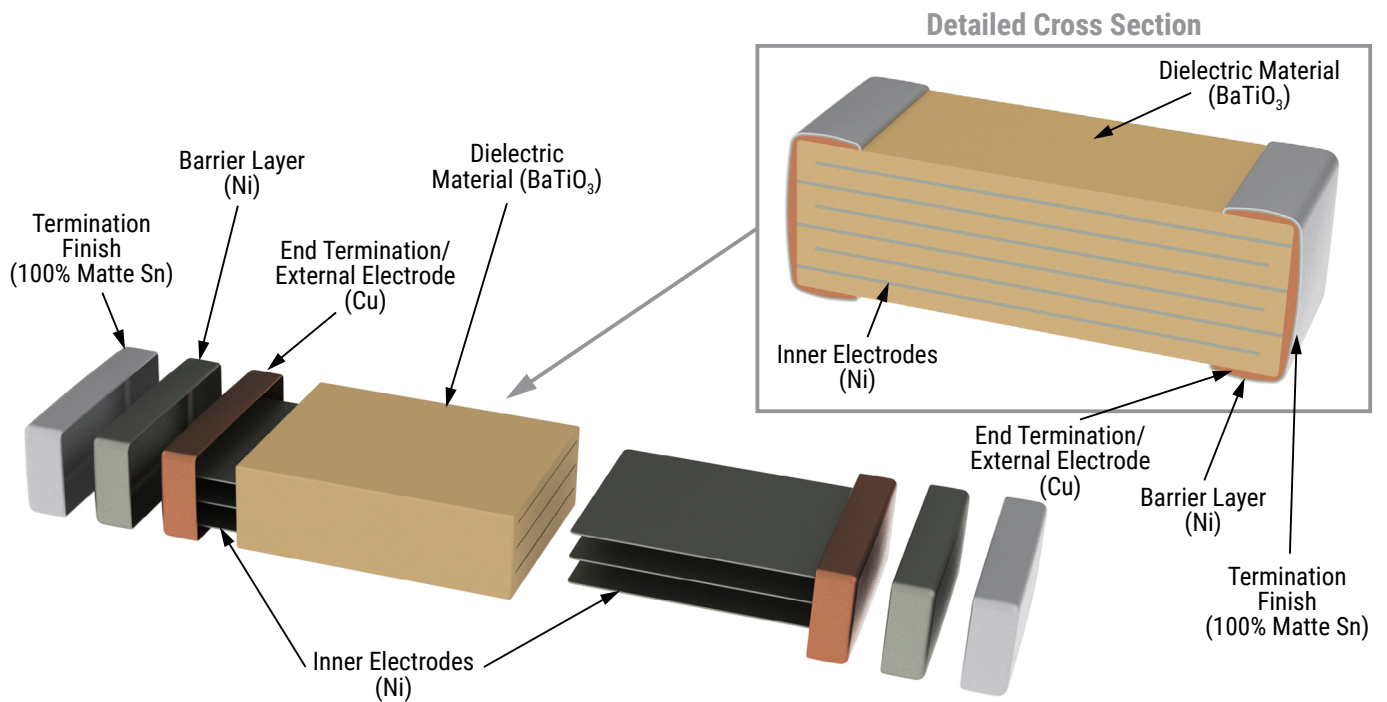 Detailed Cross Section
Dielectric Material
(BaTiO₃)
Inner Electrodes
(Ni)
End Termination/
External Electrode
(Cu)
Barrier Layer
(Ni)
Termination
Finish
(100% Matte Sn)
Termination
Finish
(100% Matte Sn)
Barrier Layer
(Ni)
End Termination/
External Electrode
(Cu)
Dielectric
Material (BaTiO₃)
Inner Electrodes
(Ni)